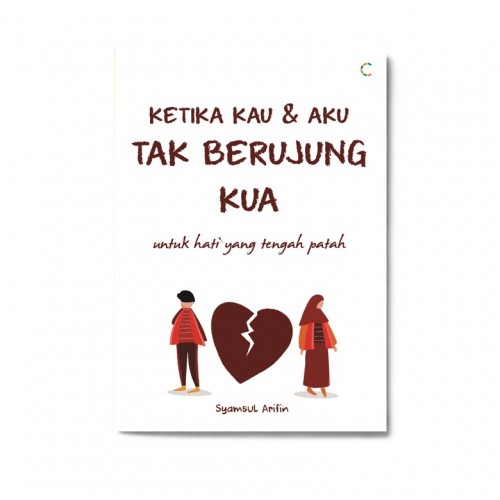 C
KETIKA KAU & AKU
TAK BERUJUNG
KUA
untuk hati yang tengah patah
Syamsul Arifin